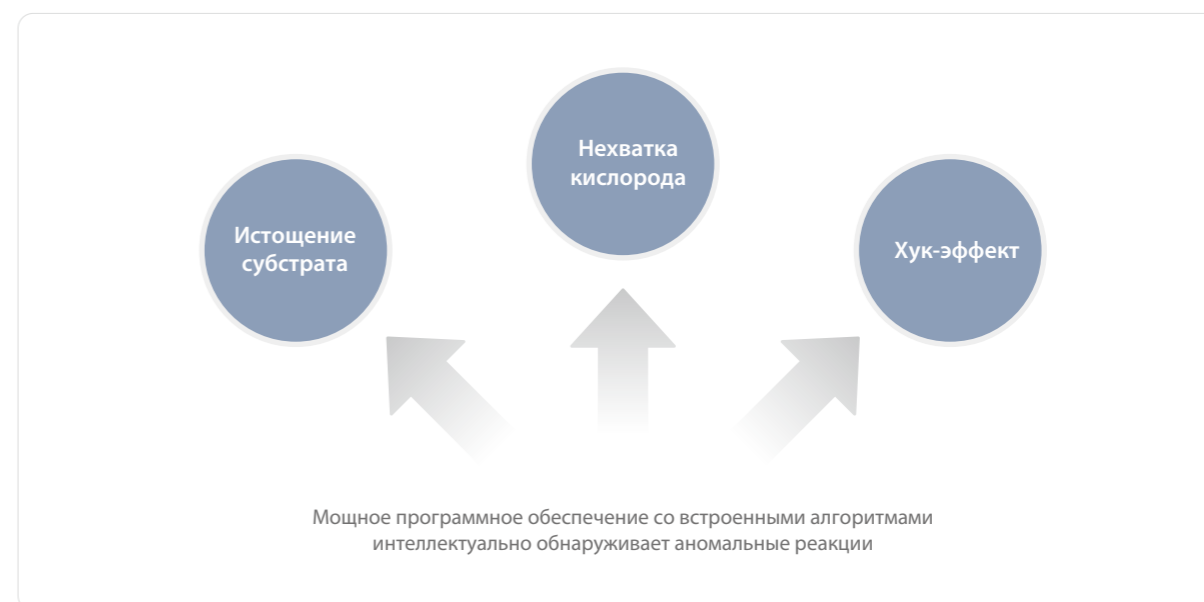 Нехватка
кислорода
Истощение
субстрата
Хук-эффект
Мощное программное обеспечение со встроенными алгоритмами
интеллектуально обнаруживает аномальные реакции